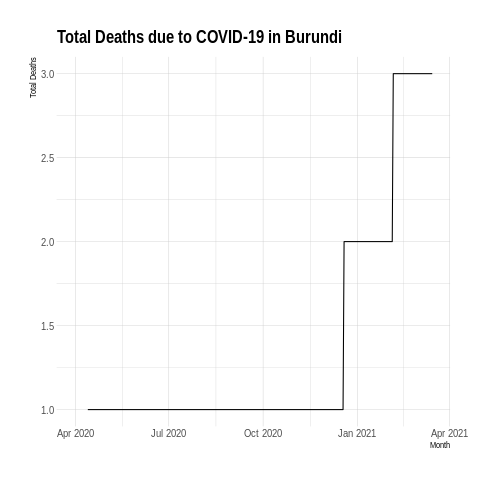 Total Deaths due to COVID-19 in Burundi
Total Deaths
3.0
2.5
2.0
1.5
1.0
Apr 2020 Jul 2020 Oct 2020 Jan 2021 Apr 2021
Month